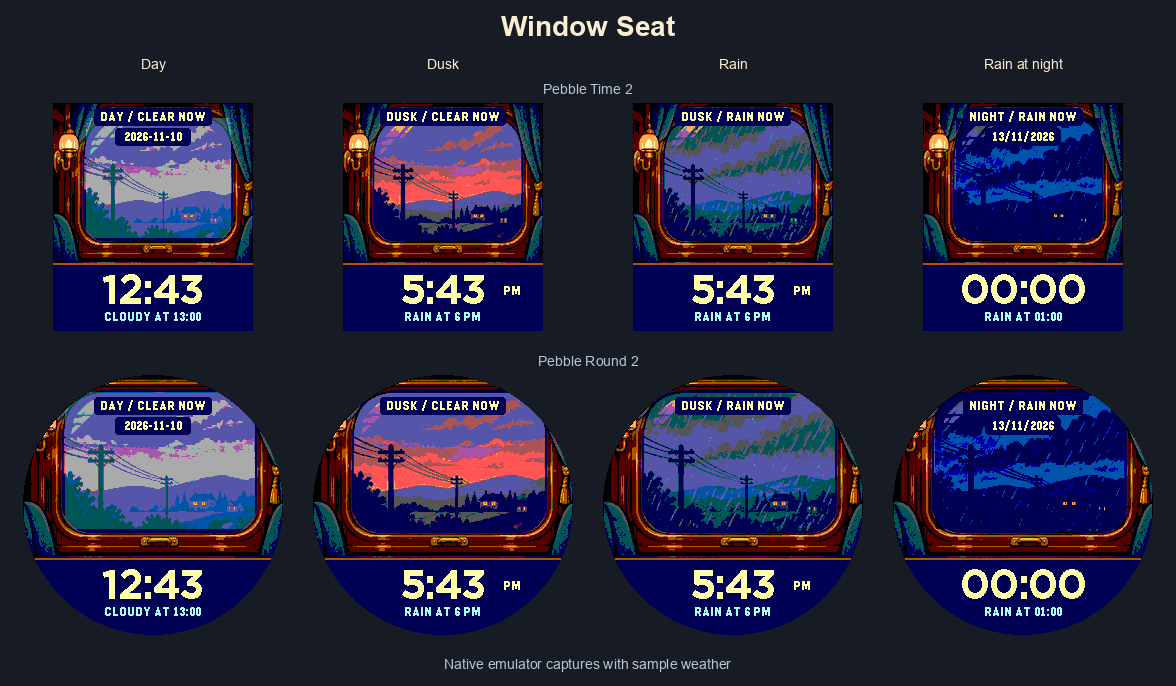 Window Seat
Day
Dusk
Rain
Rain at night
Pebble Time 2
DAY / CLEAR NOW
2026-11-10
12:43
CLOUDY AT 13:00
DUSK / CLEAR NOW
5:43 PM
RAIN AT 6 PM
DUSK / RAIN NOW
5:43 PM
RAIN AT 6 PM
NIGHT / RAIN NOW
13/11/2026
00:00
RAIN AT 01:00
Pebble Round 2
DAY / CLEAR NOW
2026-11-10
12:43
CLOUDY AT 13:00
DUSK / CLEAR NOW
5:43 PM
RAIN AT 6 PM
DUSK / RAIN NOW
5:43 PM
RAIN AT 6 PM
NIGHT / RAIN NOW
13/11/2026
00:00
RAIN AT 01:00
Native emulator captures with sample weather